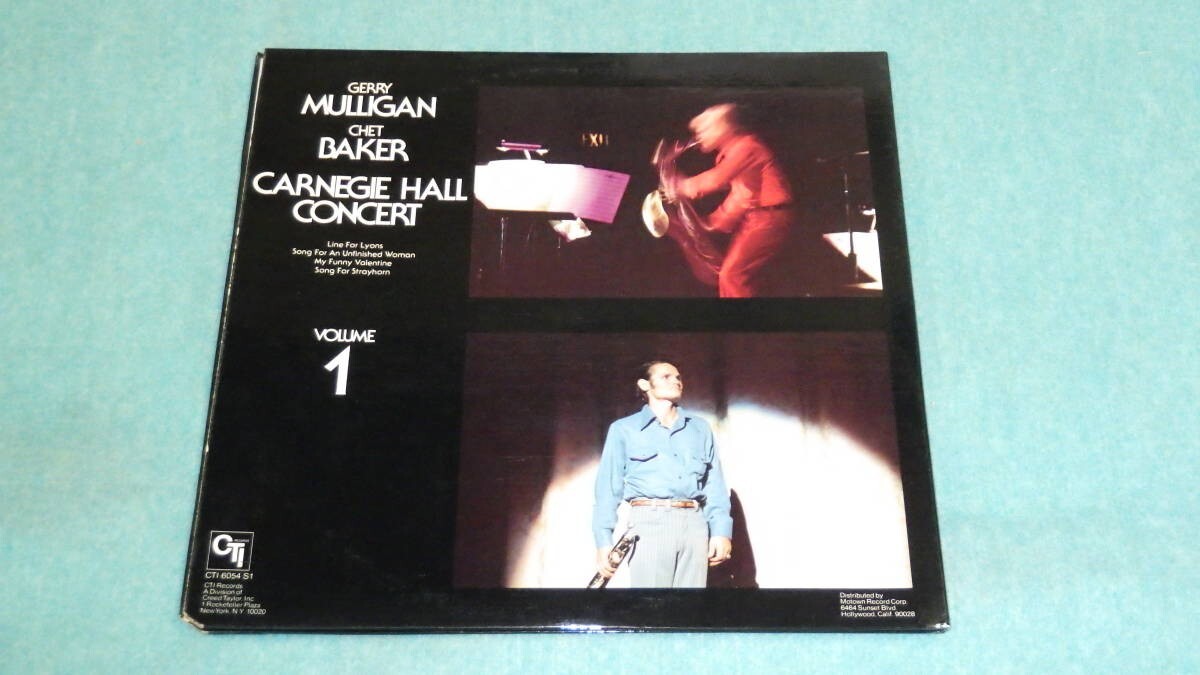 GERRY
MULLIGAN
CHET
BAKER
CARNEGIE HALL
CONCERT
Line For Lyons
Song For An Unfinished Woman
My Funny Valentine
Song For Strayhorn
VOLUME
1
EXIT
CTI
RECORDS
CTI 6054 S1
CTI Records
A Division of
Creed Taylor, Inc.
1 Rockefeller Plaza
New York, N.Y. 10020
Distributed by
Motown Record Corp.
6464 Sunset Blvd.
Hollywood, Calif. 90028